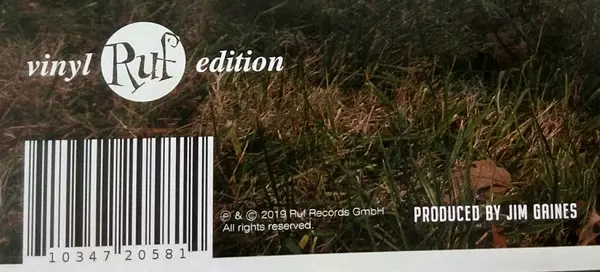 vinyl Ruf edition
℗ & © 2019 Ruf Records GmbH
All rights reserved.
PRODUCED BY JIM GAINES
10347 20581